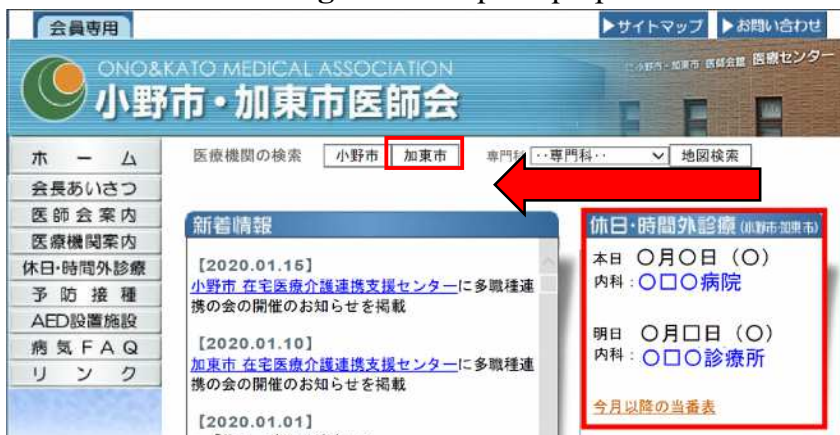 会員専用
▶サイトマップ ▶お問い合わせ
ONO&KATO MEDICAL ASSOCIATION
小野市・加東市医師会
医師会館 医療センター
医療機関の検索 小野市 加東市 専門科 ‥専門科‥ 地図検索
ホーム
会長あいさつ
医師会案内
医療機関案内
休日・時間外診療
予防接種
AED設置施設
病気FAQ
リンク
新着情報
【2020.01.15】
小野市 在宅医療介護連携支援センターに多職種連
携の会の開催のお知らせを掲載
【2020.01.10】
加東市 在宅医療介護連携支援センターに多職種連
携の会の開催のお知らせを掲載
【2020.01.01】
休日・時間外診療(小野市・加東市)
本日 〇月〇日（〇）
内科：〇□〇病院
明日 〇月□日（〇）
内科：〇□〇診療所
今月以降の当番表